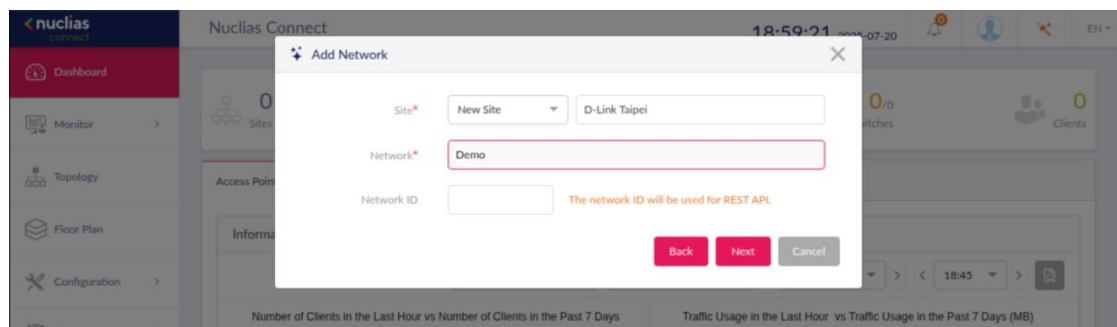 nuclias
connect
Nuclias Connect
18:59:21
-07-20
0
EN
Add Network
Dashboard
Site*
New Site
D-Link Taipei
0
Sites
0/0
itches
0
Clients
Monitor
Network*
Demo
Topology
Access Poin
Network ID
The network ID will be used for REST API.
Floor Plan
Informa
Back
Next
Cancel
Configuration
18:45
Number of Clients in the Last Hour vs Number of Clients in the Past 7 Days
Traffic Usage in the Last Hour vs Traffic Usage in the Past 7 Days (MB)